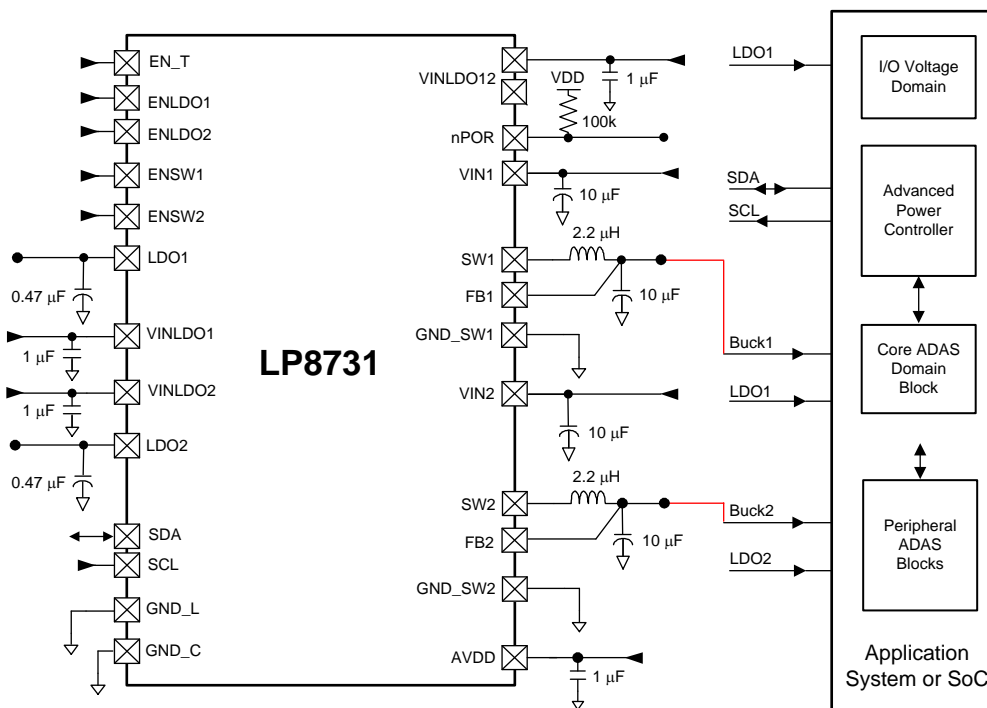 EN_T
ENLDO1
ENLDO2
ENSW1
ENSW2
LDO1
0.47 μF
VINLDO1
1 μF
VINLDO2
1 μF
LDO2
0.47 μF
SDA
SCL
GND_L
GND_C
LP8731
VINLDO12
1 μF
VDD
100k
nPOR
VIN1
10 μF
2.2 μH
SW1
FB1
10 μF
GND_SW1
VIN2
10 μF
2.2 μH
SW2
FB2
10 μF
GND_SW2
AVDD
1 μF
LDO1
SDA
SCL
Buck1
LDO1
Buck2
LDO2
I/O Voltage
Domain
Advanced
Power
Controller
Core ADAS
Domain
Block
Peripheral
ADAS
Blocks
Application
System or SoC